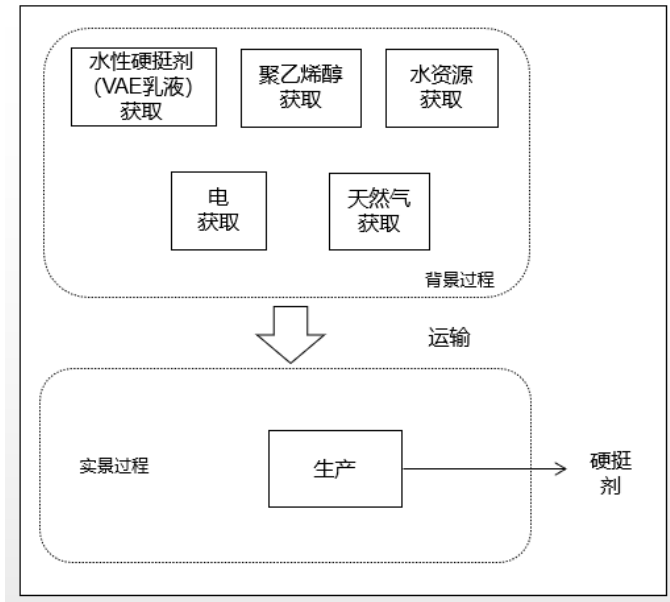 水性硬挺剂
（VAE乳液）
获取
聚乙烯醇
获取
水资源
获取
电
获取
天然气
获取
背景过程
运输
实景过程
生产
硬挺
剂